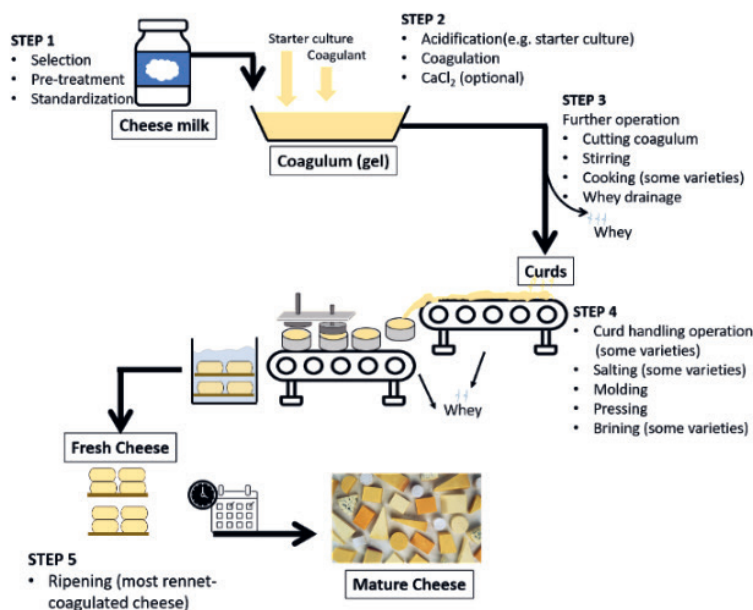 STEP 1
• Selection
• Pre-treatment
• Standardization
Cheese milk
Starter culture
Coagulant
Coagulum (gel)
STEP 2
• Acidification(e.g. starter culture)
• Coagulation
• CaCl₂ (optional)
STEP 3
Further operation
• Cutting coagulum
• Stirring
• Cooking (some varieties)
• Whey drainage
Whey
Curds
STEP 4
• Curd handling operation
(some varieties)
• Salting (some varieties)
• Molding
• Pressing
• Brining (some varieties)
Whey
Fresh Cheese
STEP 5
• Ripening (most rennet-
coagulated cheese)
Mature Cheese